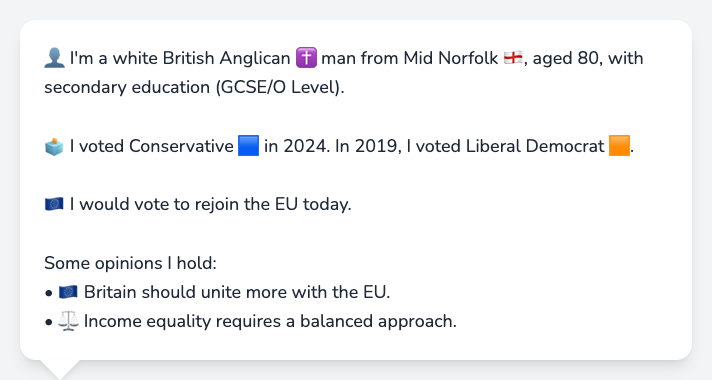 👤 I'm a white British Anglican ✝️ man from Mid Norfolk 🏴󠁧󠁢󠁥󠁮󠁧󠁿, aged 80, with
secondary education (GCSE/O Level).
🗳️ I voted Conservative 🟦 in 2024. In 2019, I voted Liberal Democrat 🟧.
🇪🇺 I would vote to rejoin the EU today.
Some opinions I hold:
• 🇪🇺 Britain should unite more with the EU.
• ⚖️ Income equality requires a balanced approach.